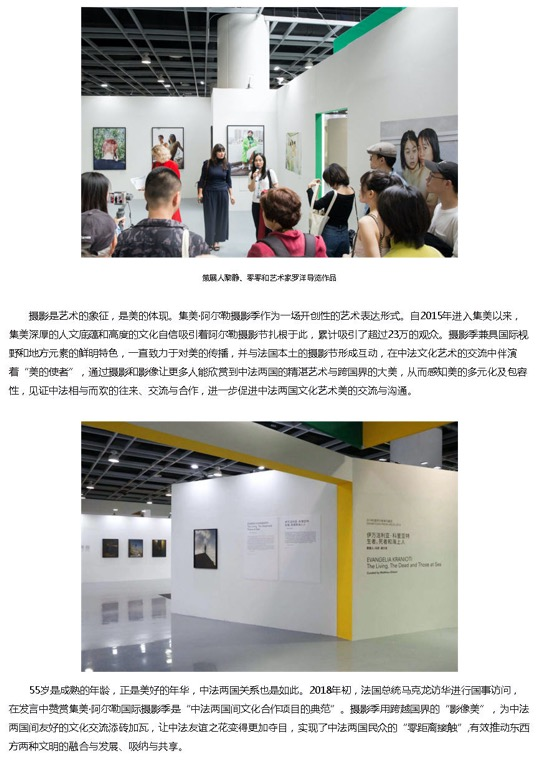 策展人黎静、零零和艺术家罗洋导览作品
摄影是艺术的象征，是美的体现。集美·阿尔勒摄影季作为一场开创性的艺术表达形式。自2015年进入集美以来，
集美深厚的人文底蕴和高度的文化自信吸引着阿尔勒摄影节扎根于此，累计吸引了超过23万的观众。摄影季兼具国际视
野和地方元素的鲜明特色，一直致力于对美的传播，并与法国本土的摄影节形成互动，在中法文化艺术的交流中伴演
着“美的使者”，通过摄影和影像让更多人能欣赏到中法两国的精湛艺术与跨国界的大美，从而感知美的多元化及包容
性，见证中法相与而欢的往来、交流与合作，进一步促进中法两国文化艺术美的交流与沟通。
伊万洁利亚·科蕾亚特
生者、死者和海上人
EVANGELIA KRANIOTI
The Living, The Dead and Those at Sea
55岁是成熟的年龄，正是美好的年华，中法两国关系也是如此。2018年初，法国总统马克龙访华进行国事访问，
在发言中赞赏集美·阿尔勒国际摄影季是“中法两国间文化合作项目的典范”。摄影季用跨越国界的“影像美”，为中法
两国间友好的文化交流添砖加瓦，让中法友谊之花变得更加夺目，实现了中法两国民众的“零距离接触”,有效推动东西
方两种文明的融合与发展、吸纳与共享。